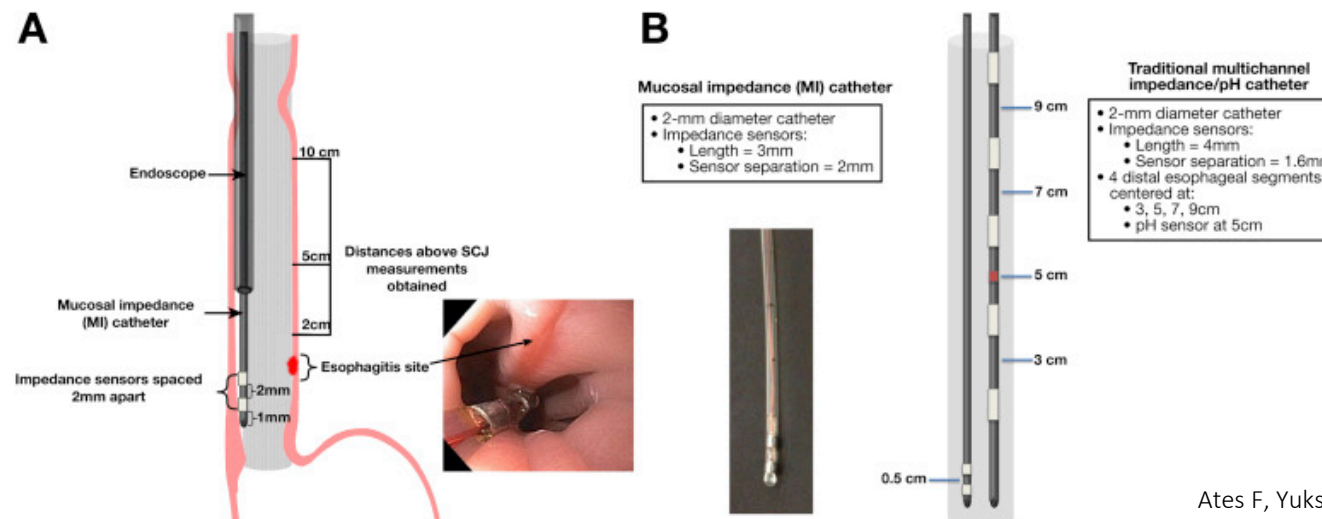 A
10 cm
Endoscope
5cm
Distances above SCJ
measurements
obtained
Mucosal impedance
(MI) catheter
2cm
Esophagitis site
Impedance sensors spaced
2mm apart
2mm
1mm
B
Mucosal impedance (MI) catheter
• 2-mm diameter catheter
• Impedance sensors:
• Length = 3mm
• Sensor separation = 2mm
9 cm
7 cm
5 cm
3 cm
0.5 cm
Traditional multichannel
impedance/pH catheter
• 2-mm diameter catheter
• Impedance sensors:
• Length = 4mm
• Sensor separation = 1.6m
• 4 distal esophageal segments
centered at:
• 3, 5, 7, 9cm
• pH sensor at 5cm
Ates F, Yuks